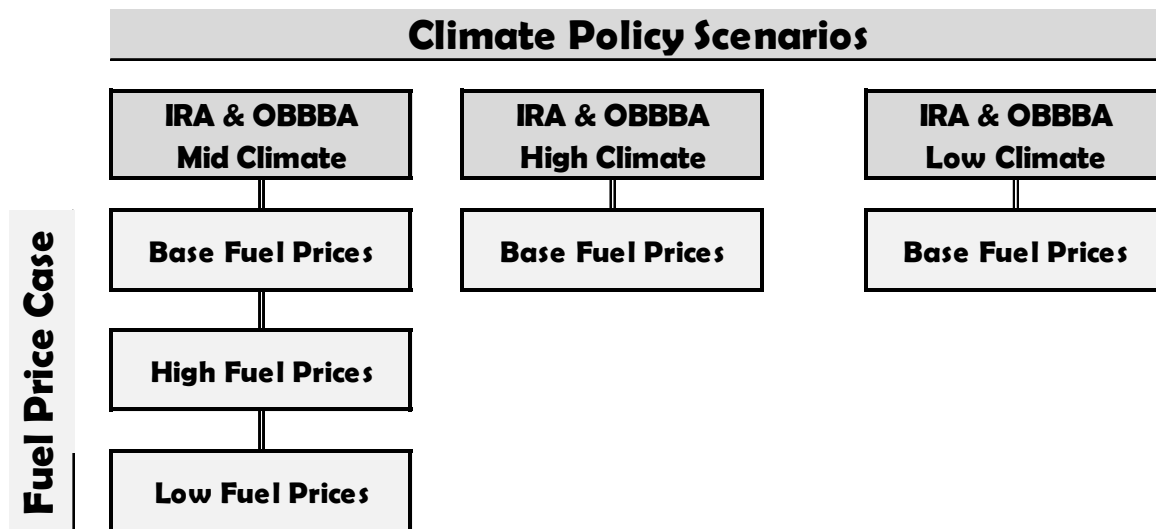 Climate Policy Scenarios
IRA & OBBBA
Mid Climate
IRA & OBBBA
High Climate
IRA & OBBBA
Low Climate
Fuel Price Case
Base Fuel Prices
Base Fuel Prices
Base Fuel Prices
High Fuel Prices
Low Fuel Prices